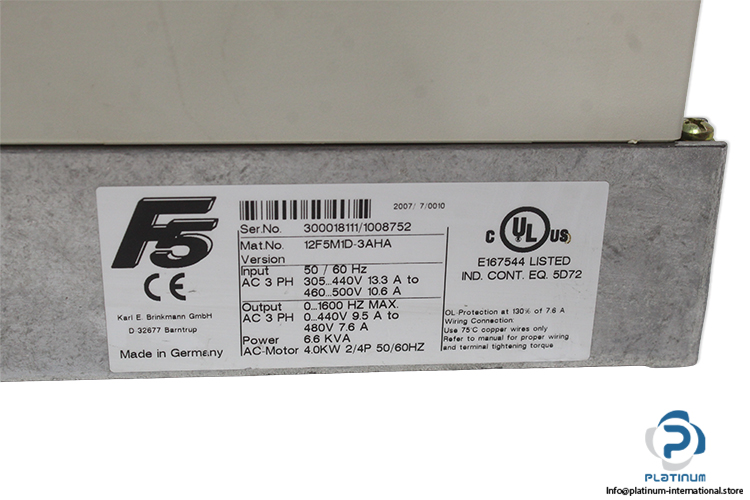 F5
CE
Karl E. Brinkmann GmbH
D-32677 Barntrup
Made in Germany
2007/ 7/0010
Ser.No. 300018111/1008752
Mat.No. 12F5M1D-3AHA
Version
Input 50 / 60 Hz
AC 3 PH 305..440V 13.3 A to
460..500V 10.6 A
Output 0...1600 HZ MAX.
AC 3 PH 0...440V 9.5 A to
480V 7.6 A
Power 6.6 KVA
AC-Motor 4.0KW 2/4P 50/60HZ
C UL US
E167544 LISTED
IND. CONT. EQ. 5D72
OL-Protection at 130% of 7.6 A
Wiring Connection:
Use 75°C copper wires only
Refer to manual for proper wiring
and terminal tightening torque
PLATINUM
Info@platinum-international.store